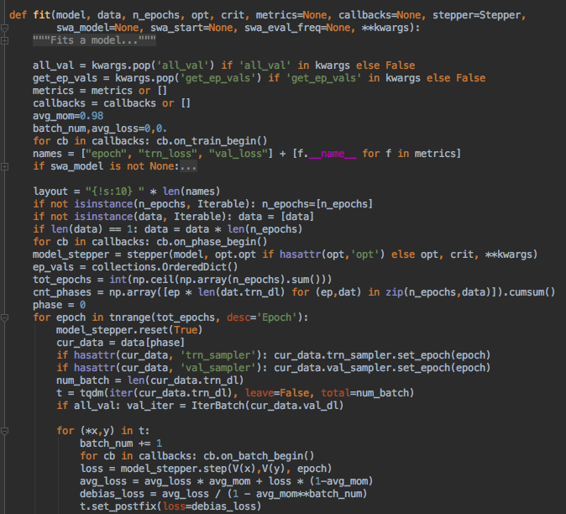 def fit(model, data, n_epochs, opt, crit, metrics=None, callbacks=None, stepper=Stepper,
        swa_model=None, swa_start=None, swa_eval_freq=None, **kwargs):
    """Fits a model..."""

    all_val = kwargs.pop('all_val') if 'all_val' in kwargs else False
    get_ep_vals = kwargs.pop('get_ep_vals') if 'get_ep_vals' in kwargs else False
    metrics = metrics or []
    callbacks = callbacks or []
    avg_mom=0.98
    batch_num,avg_loss=0,0.
    for cb in callbacks: cb.on_train_begin()
    names = ["epoch", "trn_loss", "val_loss"] + [f.__name__ for f in metrics]
    if swa_model is not None:...

    layout = "{!s:10} " * len(names)
    if not isinstance(n_epochs, Iterable): n_epochs=[n_epochs]
    if not isinstance(data, Iterable): data = [data]
    if len(data) == 1: data = data * len(n_epochs)
    for cb in callbacks: cb.on_phase_begin()
    model_stepper = stepper(model, opt.opt if hasattr(opt,'opt') else opt, crit, **kwargs)
    ep_vals = collections.OrderedDict()
    tot_epochs = int(np.ceil(np.array(n_epochs).sum()))
    cnt_phases = np.array([ep * len(dat.trn_dl) for (ep,dat) in zip(n_epochs,data)]).cumsum()
    phase = 0
    for epoch in tnrange(tot_epochs, desc='Epoch'):
        model_stepper.reset(True)
        cur_data = data[phase]
        if hasattr(cur_data, 'trn_sampler'): cur_data.trn_sampler.set_epoch(epoch)
        if hasattr(cur_data, 'val_sampler'): cur_data.val_sampler.set_epoch(epoch)
        num_batch = len(cur_data.trn_dl)
        t = tqdm(iter(cur_data.trn_dl), leave=False, total=num_batch)
        if all_val: val_iter = IterBatch(cur_data.val_dl)

        for (*x,y) in t:
            batch_num += 1
            for cb in callbacks: cb.on_batch_begin()
            loss = model_stepper.step(V(x),V(y), epoch)
            avg_loss = avg_loss * avg_mom + loss * (1-avg_mom)
            debias_loss = avg_loss / (1 - avg_mom**batch_num)
            t.set_postfix(loss=debias_loss)